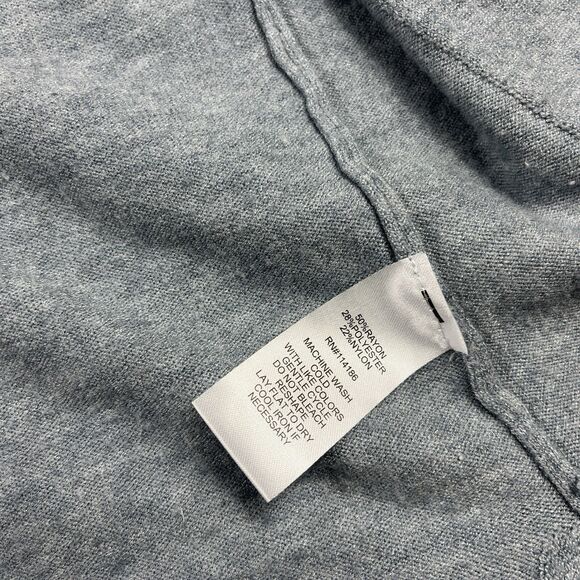 50%RAYON
28%POLYESTER
22%NYLON
RN#114186
MACHINE WASH
COLD
WITH LIKE COLORS
GENTLE CYCLE
DO NOT BLEACH
RESHAPE
LAY FLAT TO DRY
COOL IRON IF
NECESSARY